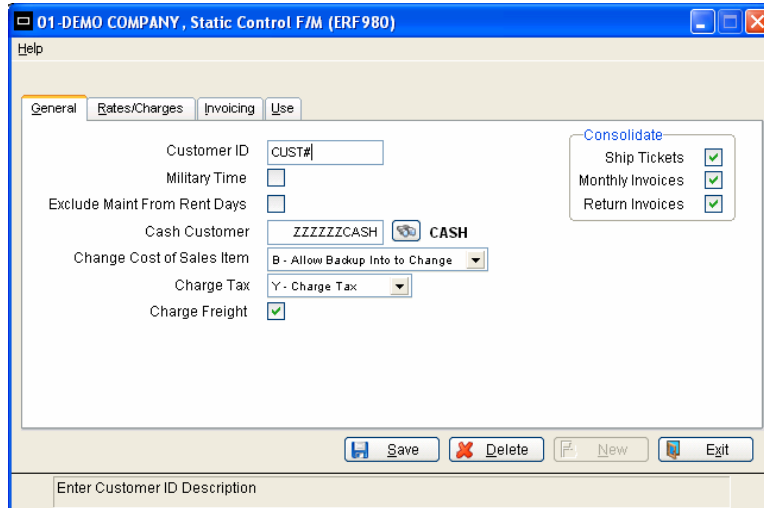 01-DEMO COMPANY, Static Control F/M (ERF980)
Help
General Rates/Charges Invoicing Use
Customer ID CUST#
Military Time
Exclude Maint From Rent Days
Cash Customer ZZZZZZCASH CASH
Change Cost of Sales Item B - Allow Backup Into to Change
Charge Tax Y - Charge Tax
Charge Freight
Consolidate
Ship Tickets
Monthly Invoices
Return Invoices
Save Delete New Exit
Enter Customer ID Description